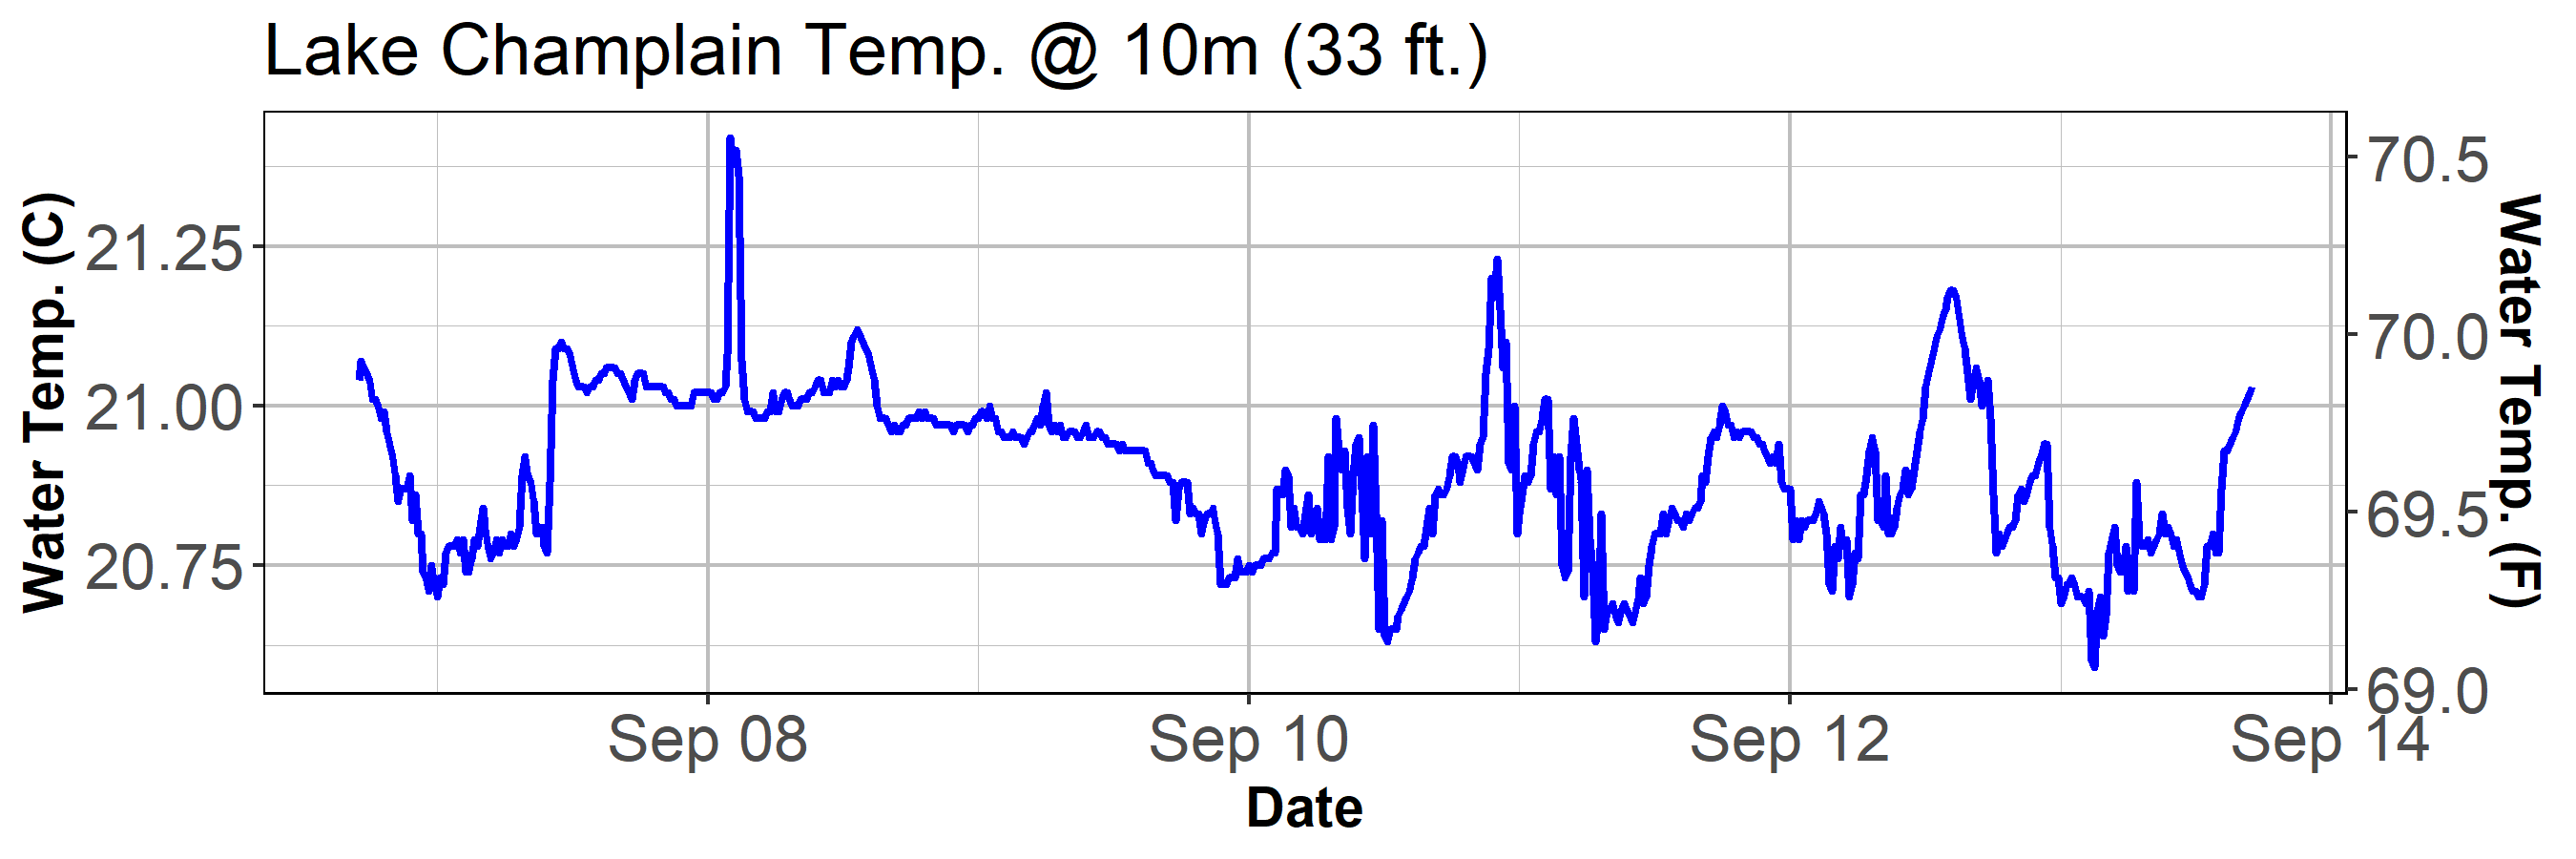 Lake Champlain Temp. @ 10m (33 ft.)
Water Temp. (C)
21.25
21.00
20.75
70.5
70.0
69.5
69.0
Water Temp. (F)
Sep 08
Sep 10
Sep 12
Sep 14
Date